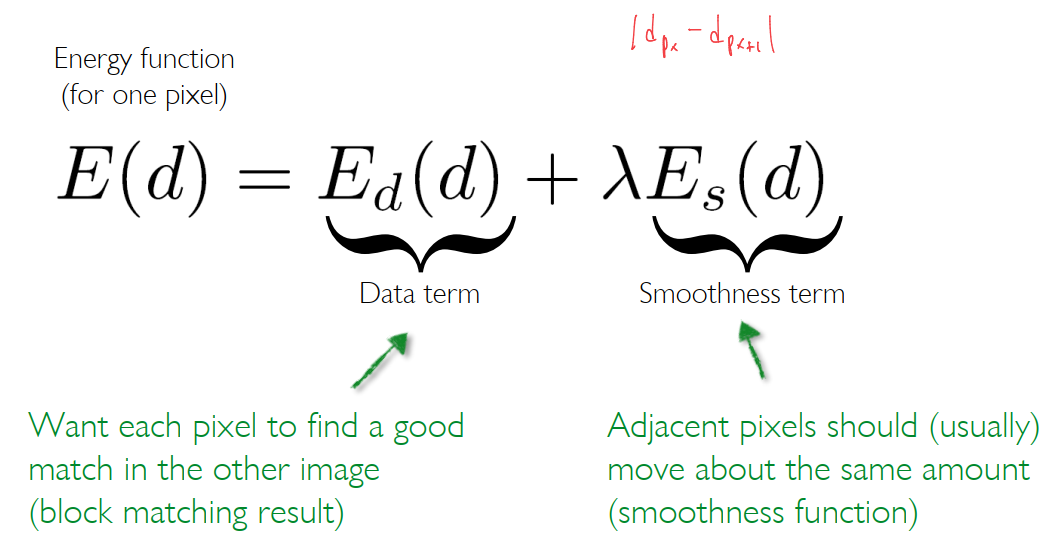 |d_{p_x} - d_{p_{x+1}}|
Energy function
(for one pixel)
E(d) = E_d(d) + λE_s(d)
Data term
Smoothness term
Want each pixel to find a good
match in the other image
(block matching result)
Adjacent pixels should (usually)
move about the same amount
(smoothness function)